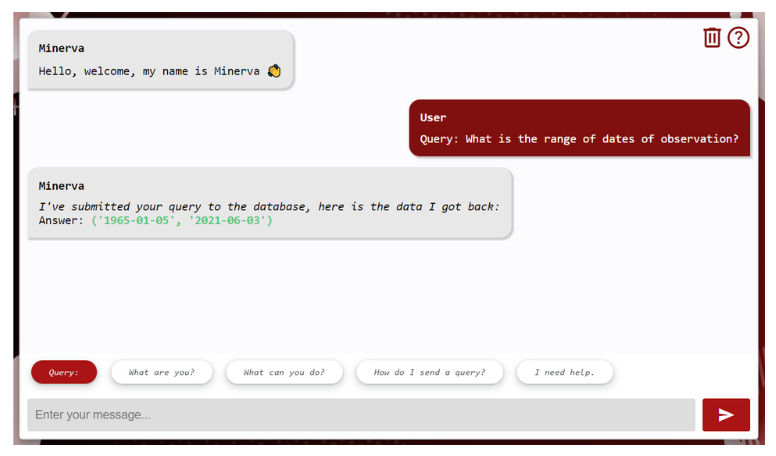 Minerva
Hello, welcome, my name is Minerva 👏
User
Query: What is the range of dates of observation?
Minerva
I've submitted your query to the database, here is the data I got back:
Answer: ('1965-01-05', '2021-06-03')
Query:
What are you?
What can you do?
How do I send a query?
I need help.
Enter your message...